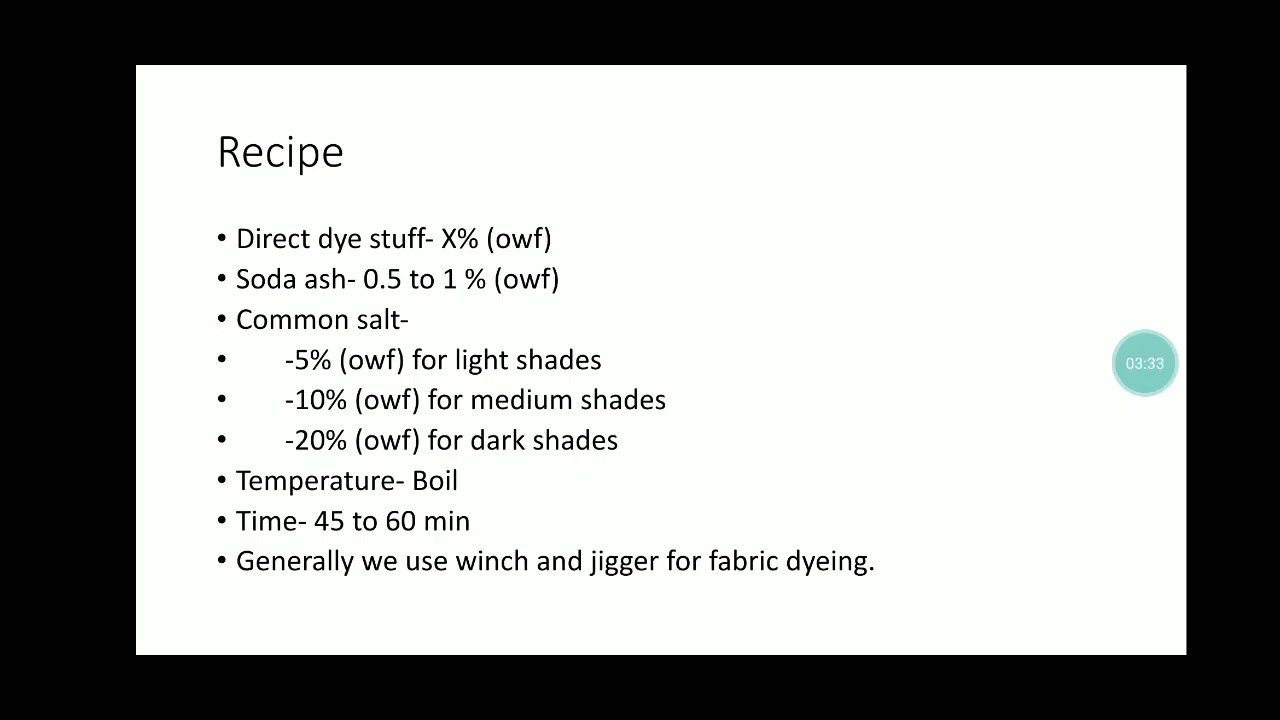 Recipe
• Direct dye stuff- X% (owf)
• Soda ash- 0.5 to 1 % (owf)
• Common salt-
• -5% (owf) for light shades
• -10% (owf) for medium shades
• -20% (owf) for dark shades
• Temperature- Boil
• Time- 45 to 60 min
• Generally we use winch and jigger for fabric dyeing.
03:33